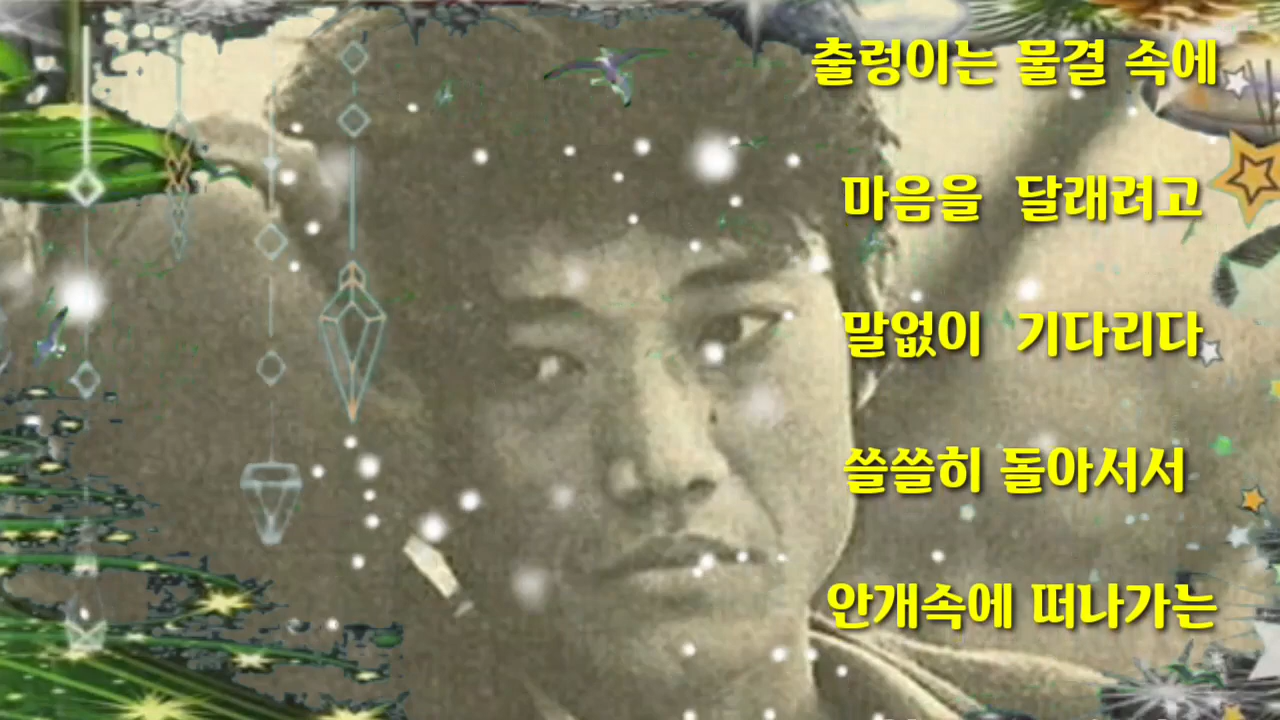 출렁이는 물결 속에
마음을 달래려고
말없이 기다리다
쓸쓸히 돌아서서
안개속에 떠나가는